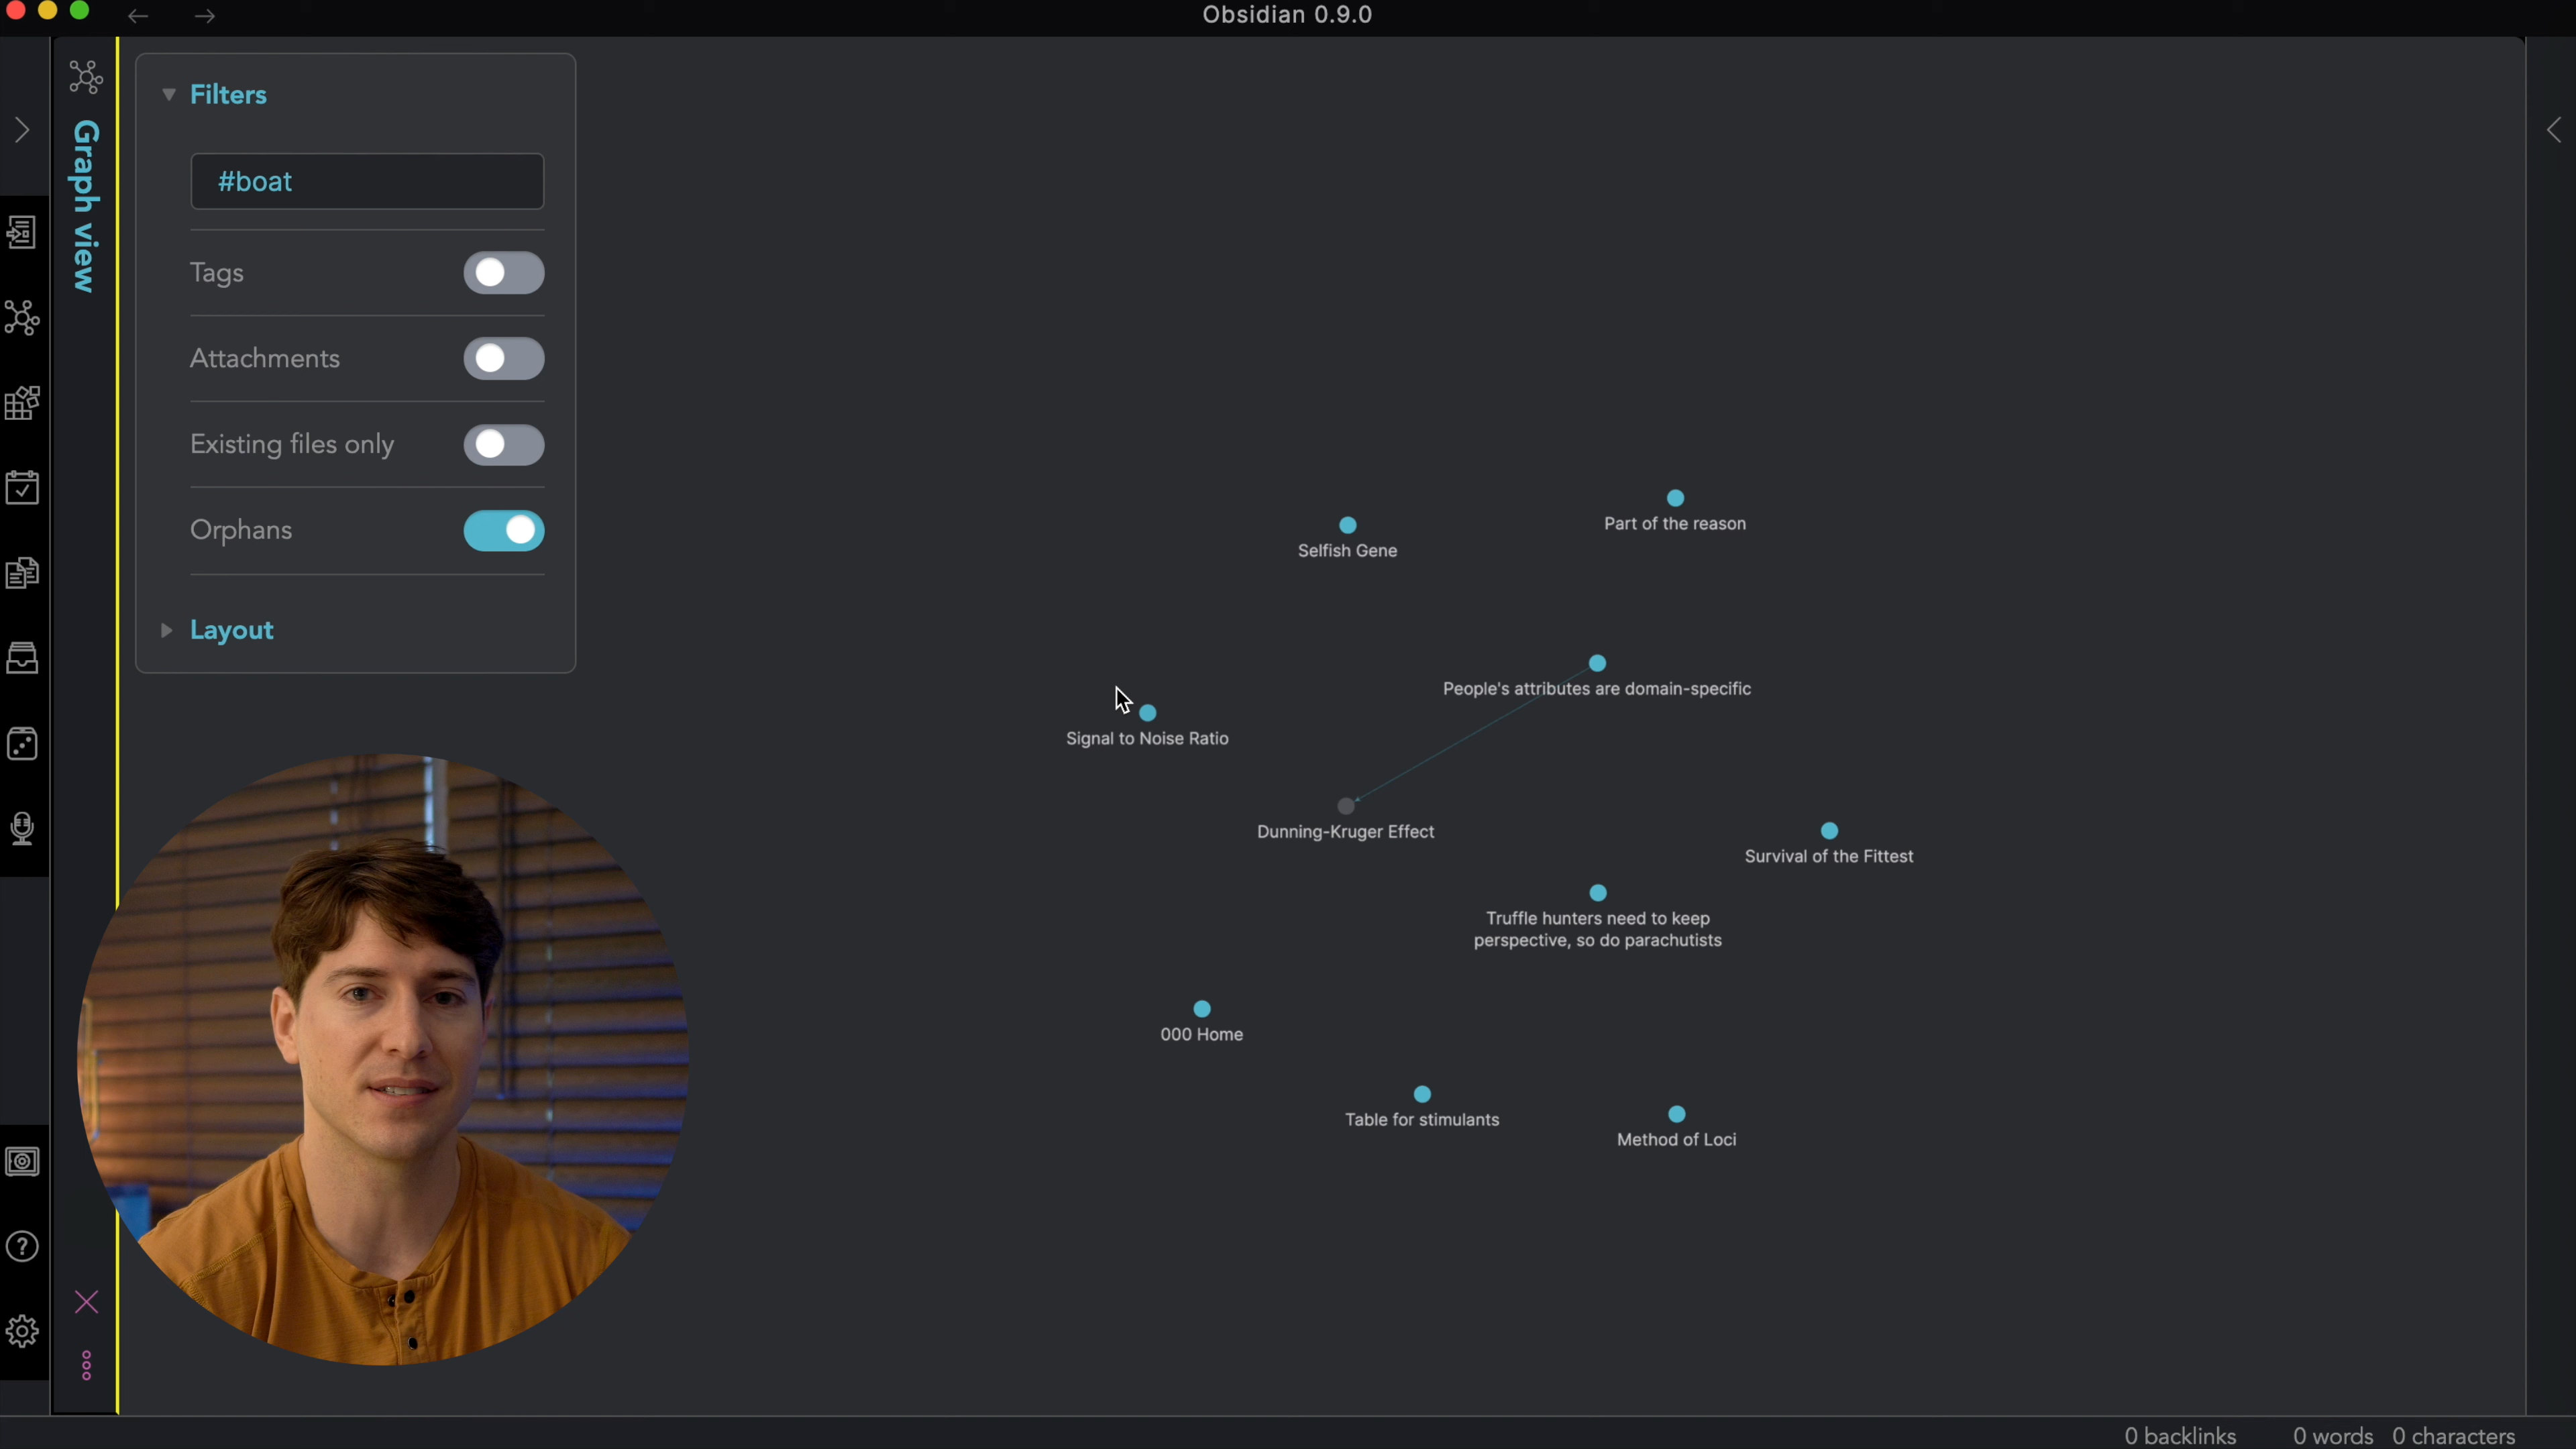 Obsidian 0.9.0
Graph view
Filters
#boat
Tags
Attachments
Existing files only
Orphans
Layout
Selfish Gene
Part of the reason
People's attributes are domain-specific
Signal to Noise Ratio
Dunning-Kruger Effect
Survival of the Fittest
Truffle hunters need to keep
perspective, so do parachutists
000 Home
Table for stimulants
Method of Loci
0 backlinks 0 words 0 characters